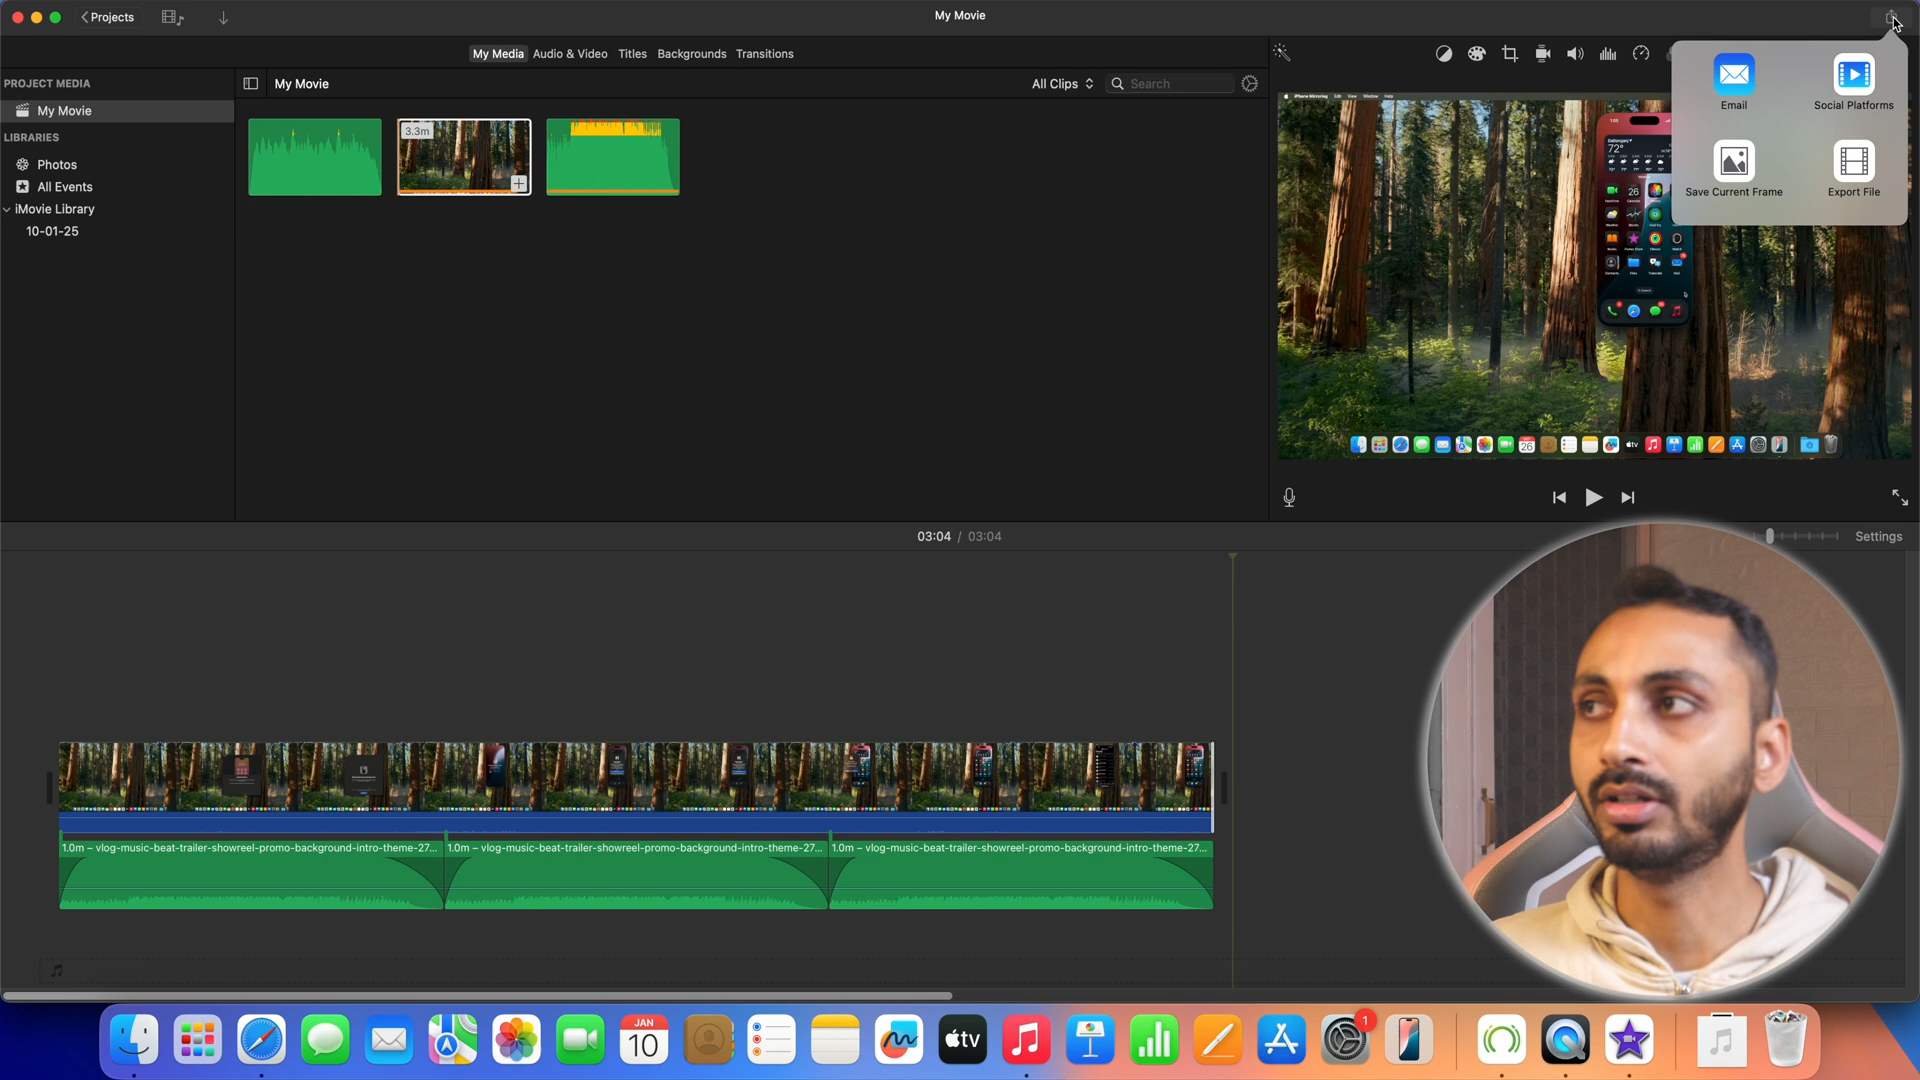 Projects
My Movie
My Media Audio & Video Titles Backgrounds Transitions
PROJECT MEDIA
My Movie
All Clips
Search
Email
Social Platforms
My Movie
LIBRARIES
3.3m
Photos
All Events
Save Current Frame
Export File
iMovie Library
10-01-25
03:04 / 03:04
Settings
1.0m – vlog-music-beat-trailer-showreel-promo-background-intro-theme-27...
1.0m – vlog-music-beat-trailer-showreel-promo-background-intro-theme-27...
1.0m – vlog-music-beat-trailer-showreel-promo-background-intro-theme-27...
JAN
10
tv
1